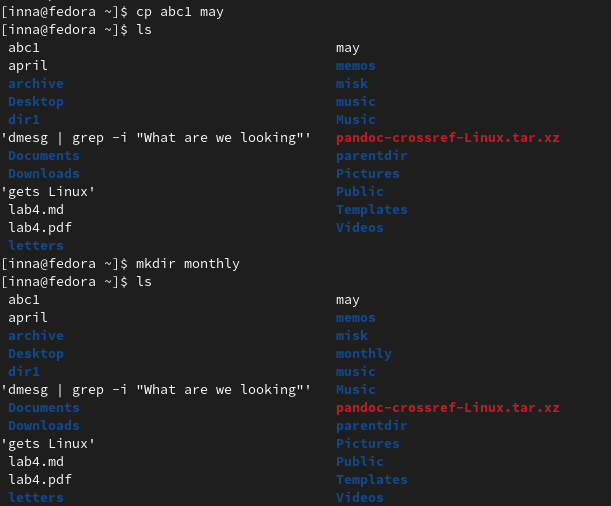 [inna@fedora ~]$ cp abc1 may
[inna@fedora ~]$ ls
abc1 may
april memos
archive misk
Desktop music
dir1 Music
'dmesg | grep -i "What are we looking"' pandoc-crossref-Linux.tar.xz
Documents parentdir
Downloads Pictures
'gets Linux' Public
lab4.md Templates
lab4.pdf Videos
letters
[inna@fedora ~]$ mkdir monthly
[inna@fedora ~]$ ls
abc1 may
april memos
archive misk
Desktop monthly
dir1 music
'dmesg | grep -i "What are we looking"' Music
Documents pandoc-crossref-Linux.tar.xz
Downloads parentdir
'gets Linux' Pictures
lab4.md Public
lab4.pdf Templates
letters Videos